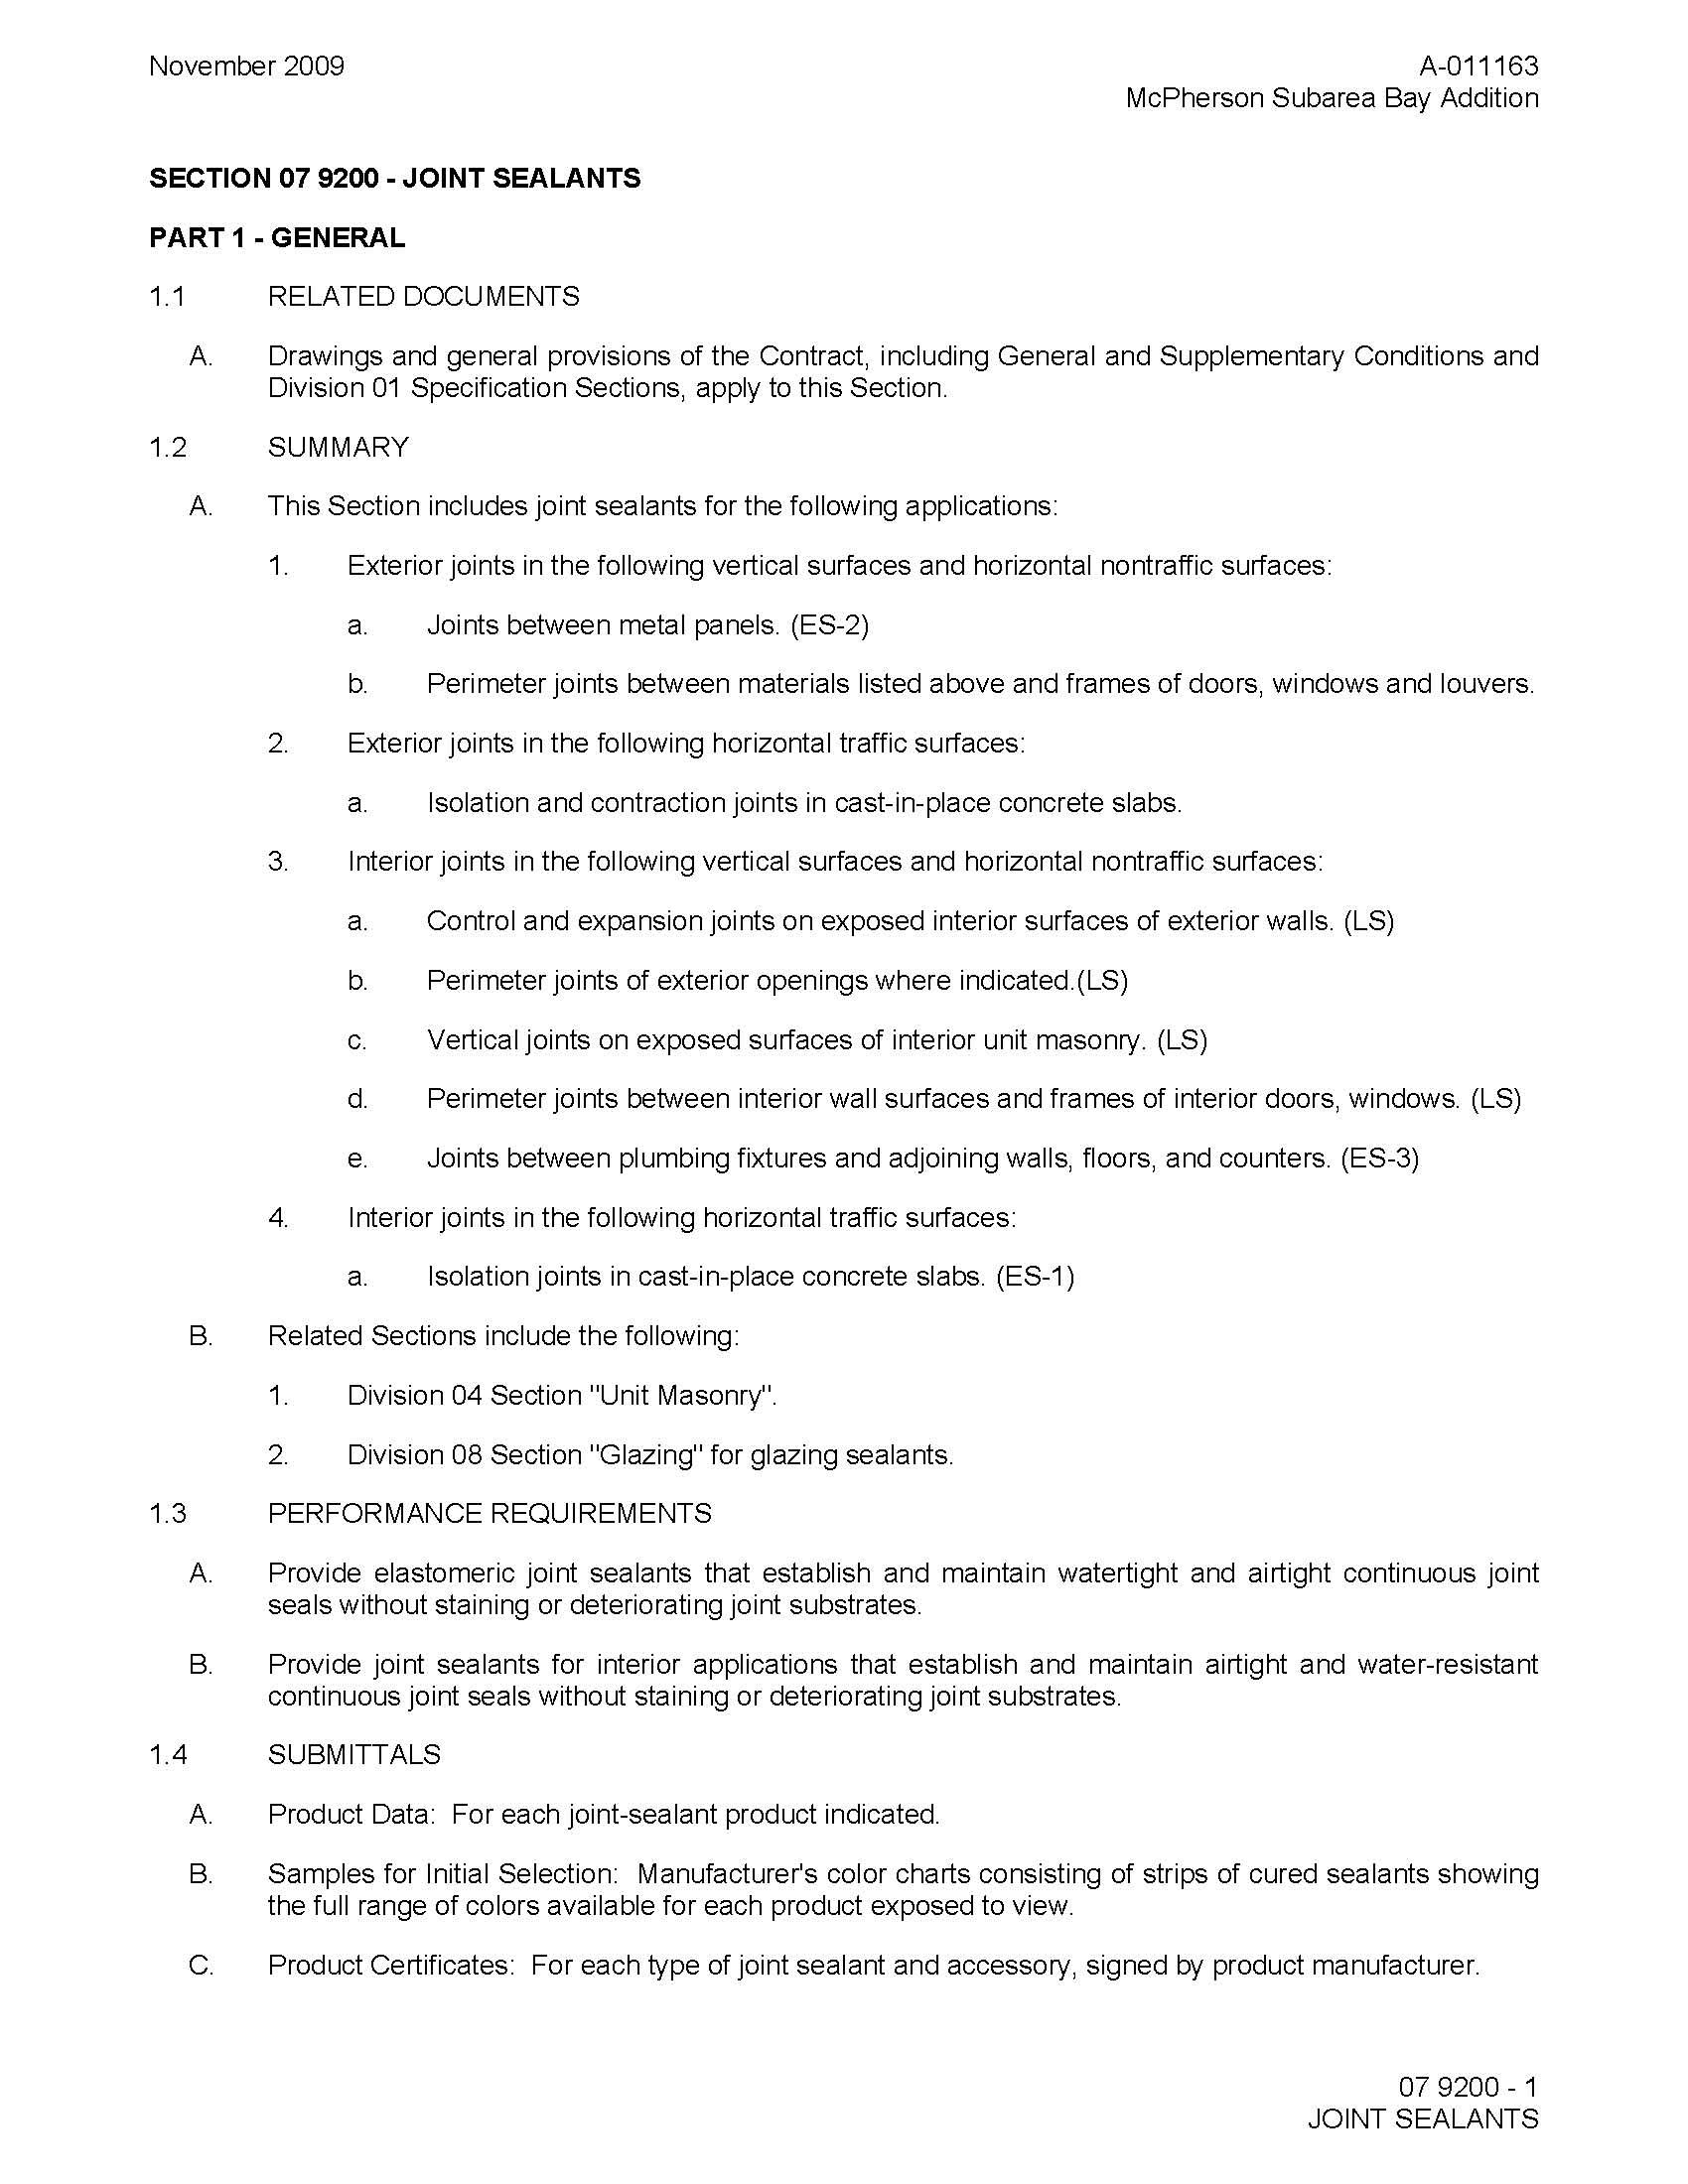 November 2009
A-011163
McPherson Subarea Bay Addition
SECTION 07 9200 - JOINT SEALANTS
PART 1 - GENERAL
1.1 RELATED DOCUMENTS
A. Drawings and general provisions of the Contract, including General and Supplementary Conditions and
Division 01 Specification Sections, apply to this Section.
1.2 SUMMARY
A. This Section includes joint sealants for the following applications:
1. Exterior joints in the following vertical surfaces and horizontal nontraffic surfaces:
a. Joints between metal panels. (ES-2)
b. Perimeter joints between materials listed above and frames of doors, windows and louvers.
2. Exterior joints in the following horizontal traffic surfaces:
a. Isolation and contraction joints in cast-in-place concrete slabs.
3. Interior joints in the following vertical surfaces and horizontal nontraffic surfaces:
a. Control and expansion joints on exposed interior surfaces of exterior walls. (LS)
b. Perimeter joints of exterior openings where indicated.(LS)
c. Vertical joints on exposed surfaces of interior unit masonry. (LS)
d. Perimeter joints between interior wall surfaces and frames of interior doors, windows. (LS)
e. Joints between plumbing fixtures and adjoining walls, floors, and counters. (ES-3)
4. Interior joints in the following horizontal traffic surfaces:
a. Isolation joints in cast-in-place concrete slabs. (ES-1)
B. Related Sections include the following:
1. Division 04 Section "Unit Masonry".
2. Division 08 Section "Glazing" for glazing sealants.
1.3 PERFORMANCE REQUIREMENTS
A. Provide elastomeric joint sealants that establish and maintain watertight and airtight continuous joint
seals without staining or deteriorating joint substrates.
B. Provide joint sealants for interior applications that establish and maintain airtight and water-resistant
continuous joint seals without staining or deteriorating joint substrates.
1.4 SUBMITTALS
A. Product Data: For each joint-sealant product indicated.
B. Samples for Initial Selection: Manufacturer's color charts consisting of strips of cured sealants showing
the full range of colors available for each product exposed to view.
C. Product Certificates: For each type of joint sealant and accessory, signed by product manufacturer.
07 9200 - 1
JOINT SEALANTS